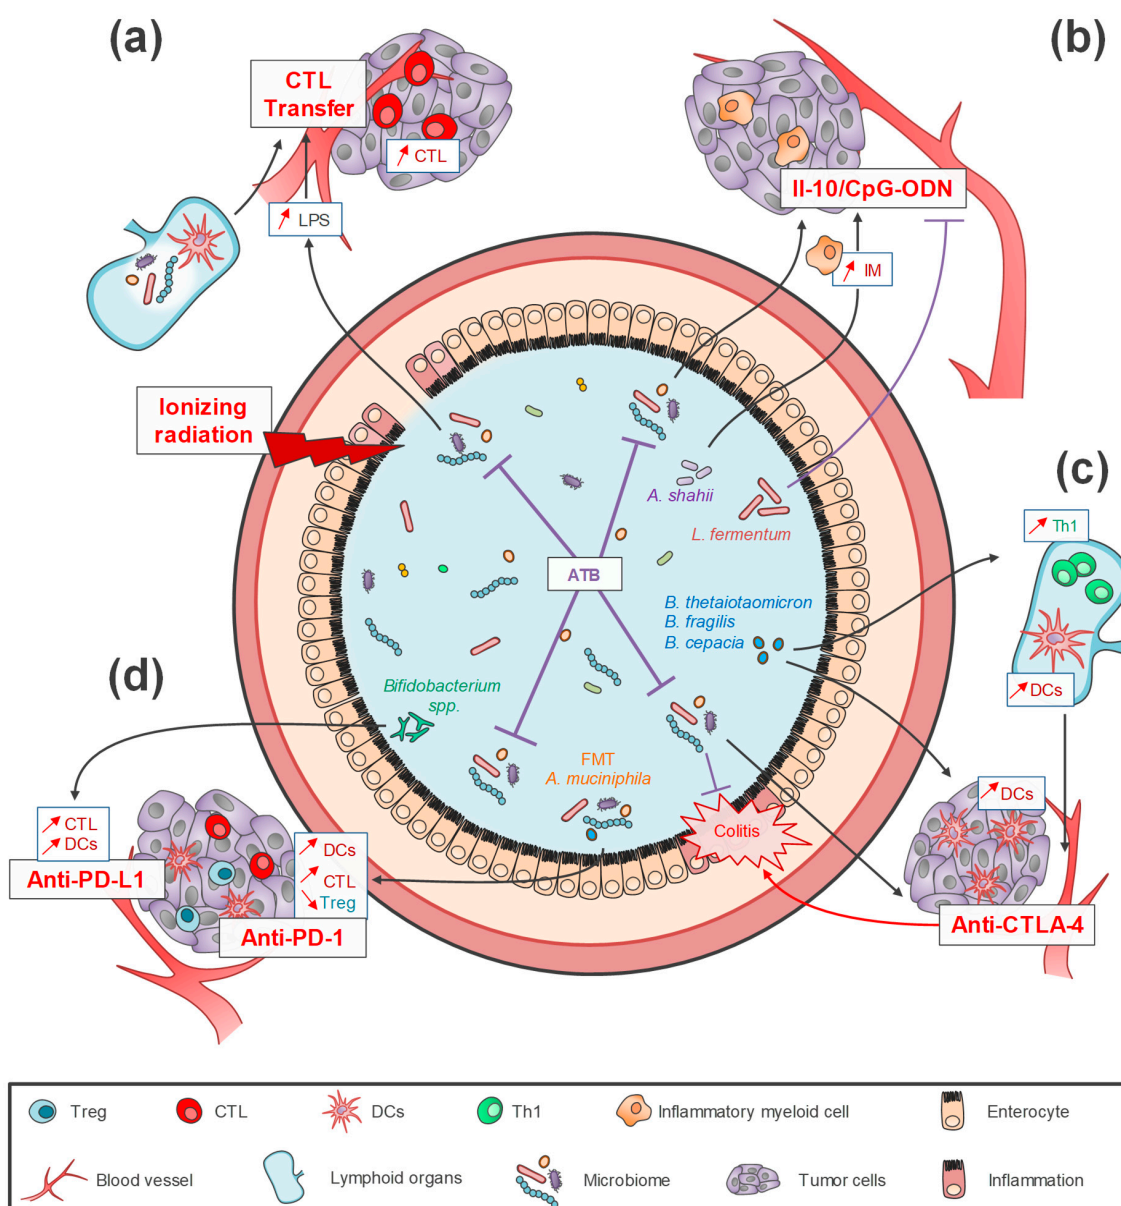 (a)
CTL
Transfer
↗ CTL
↗ LPS
(b)
Il-10/CpG-ODN
↗ IM
Ionizing
radiation
A. shahii
L. fermentum
ATB
B. thetaiotaomicron
B. fragilis
B. cepacia
(c)
↗ Th1
↗ DCs
↗ DCs
Anti-CTLA-4
Colitis
(d)
Bifidobacterium
spp.
FMT
A. muciniphila
↗ CTL
↗ DCs
Anti-PD-L1
↗ DCs
↗ CTL
↘ Treg
Anti-PD-1
Treg
CTL
DCs
Th1
Inflammatory myeloid cell
Enterocyte
Blood vessel
Lymphoid organs
Microbiome
Tumor cells
Inflammation